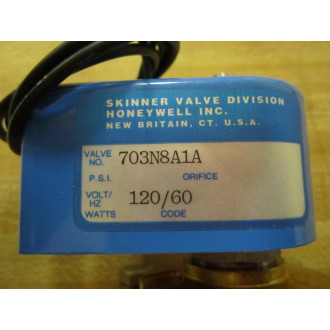 SKINNER VALVE DIVISION
HONEYWELL INC.
NEW BRITAIN, CT. U.S.A.
VALVE NO. 703N8A1A
P.S.I. ORIFICE
VOLT/ HZ 120/60
WATTS CODE